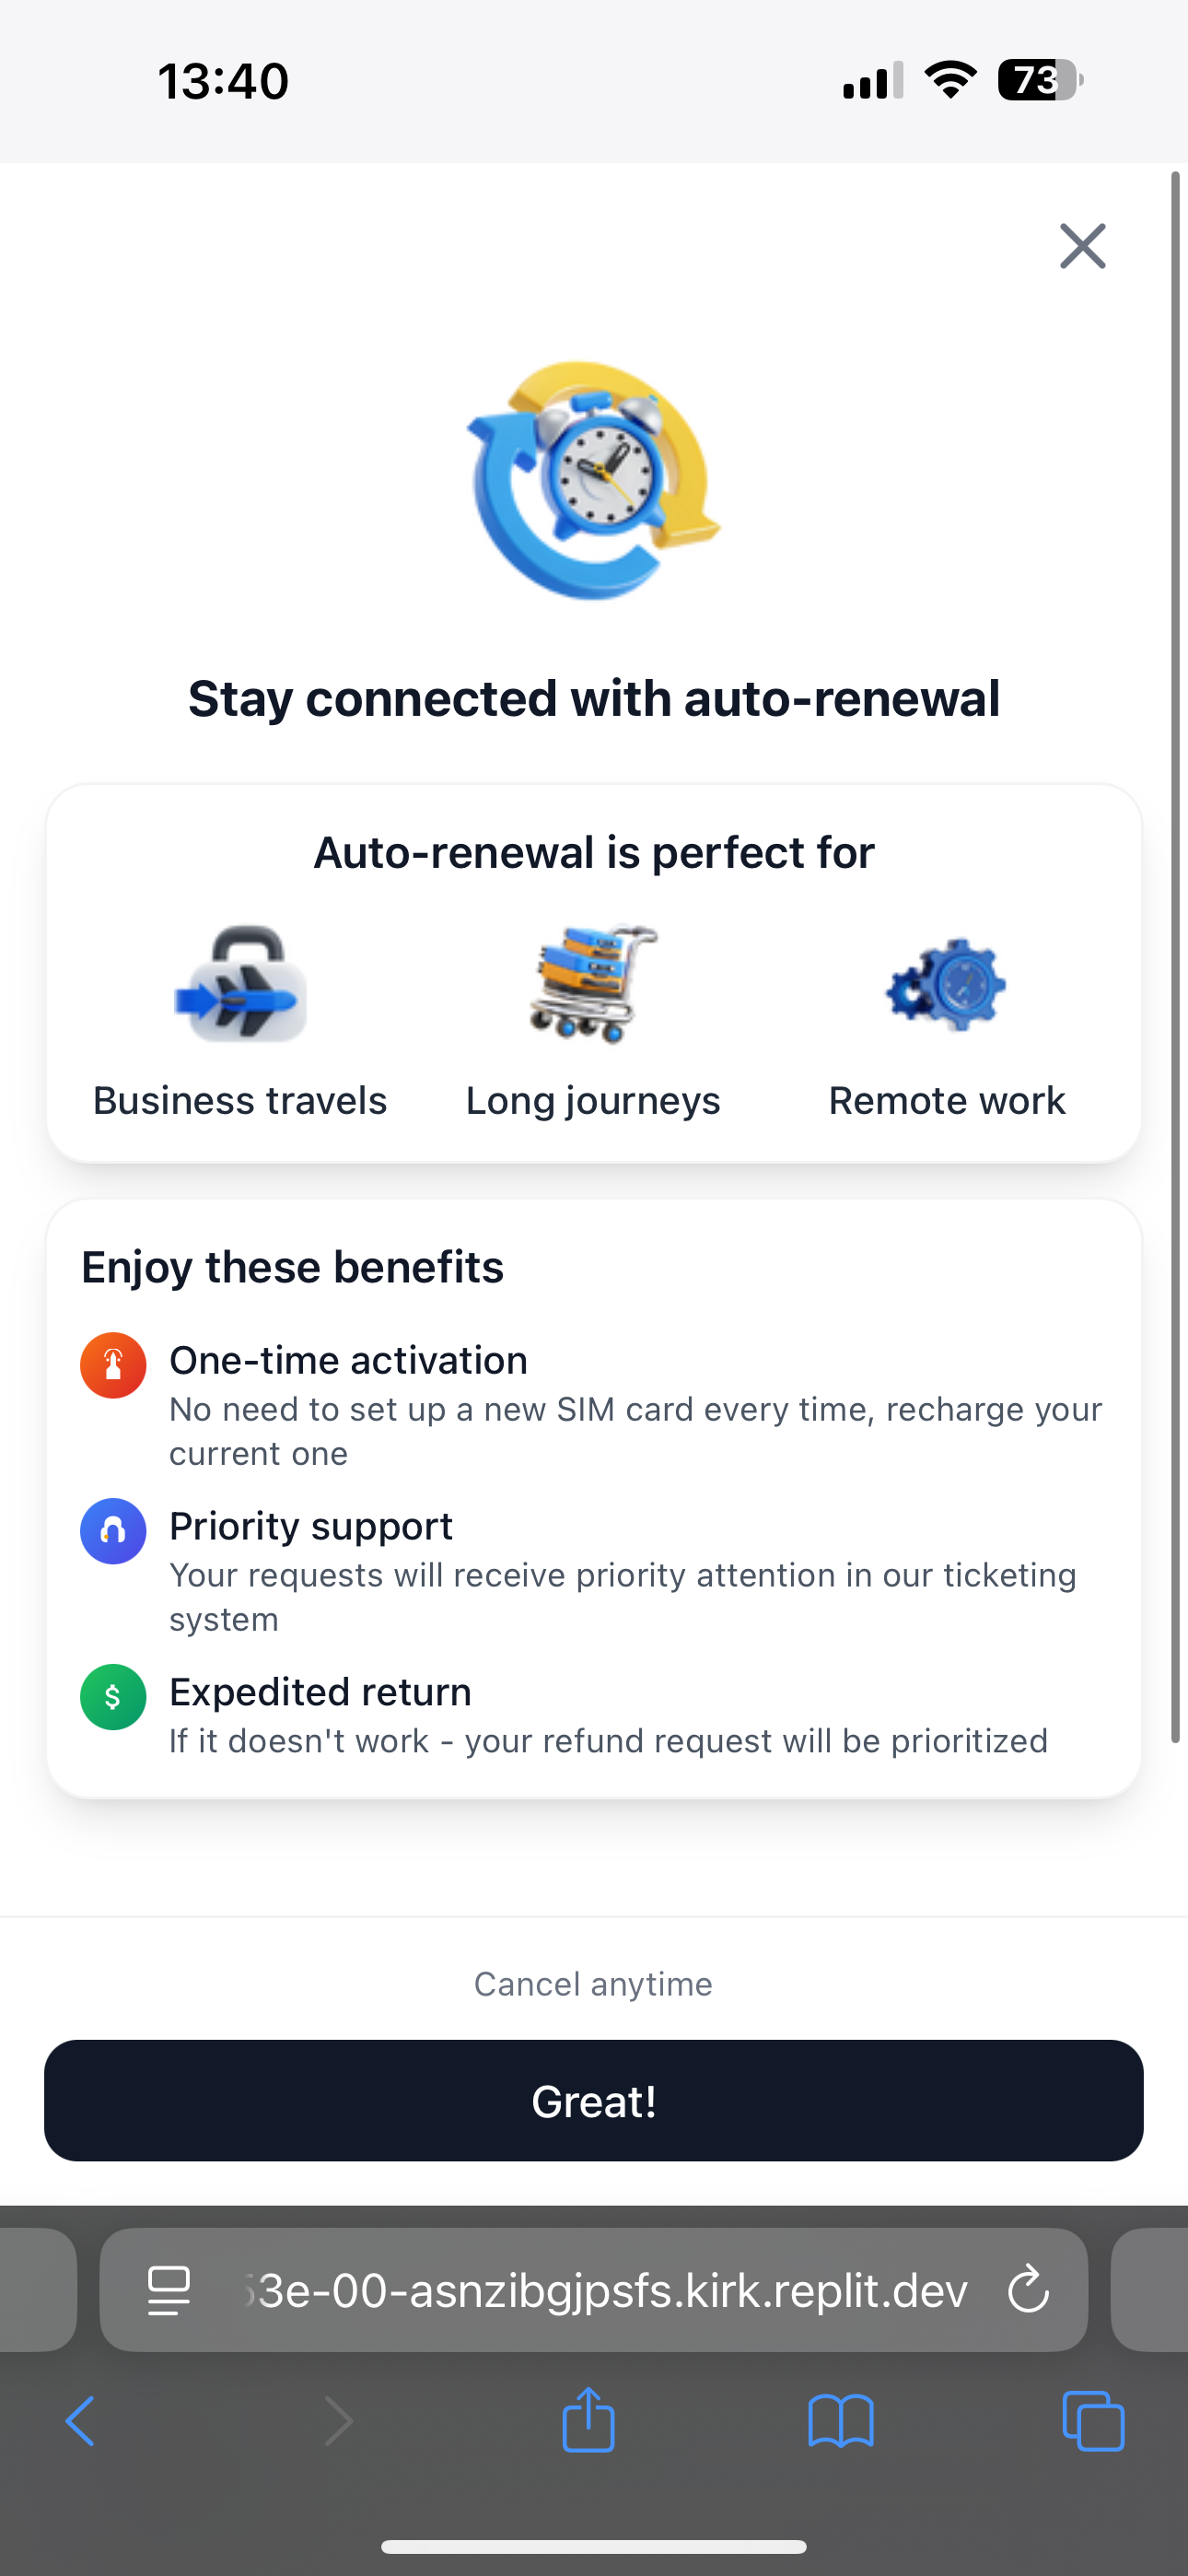 13:40
73
Stay connected with auto-renewal
Auto-renewal is perfect for
Business travels
Long journeys
Remote work
Enjoy these benefits
One-time activation
No need to set up a new SIM card every time, recharge your
current one
Priority support
Your requests will receive priority attention in our ticketing
system
$
Expedited return
If it doesn't work - your refund request will be prioritized
Cancel anytime
Great!
3e-00-asnzibgjpsfs.kirk.replit.dev